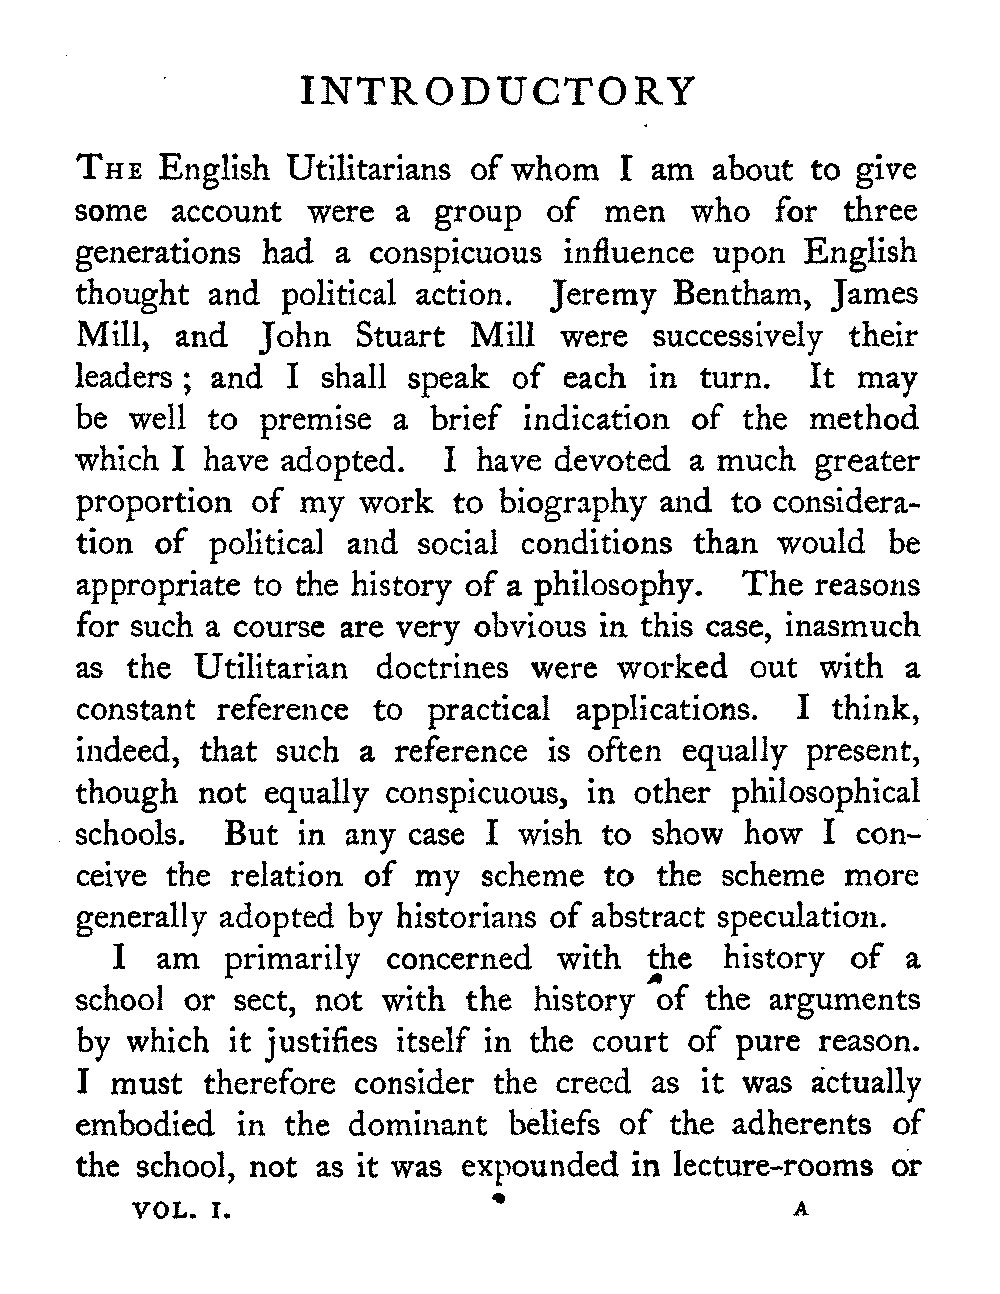 INTRODUCTORY
THE English Utilitarians of whom I am about to give
some account were a group of men who for three
generations had a conspicuous influence upon English
thought and political action. Jeremy Bentham, James
Mill, and John Stuart Mill were successively their
leaders ; and I shall speak of each in turn. It may
be well to premise a brief indication of the method
which I have adopted. I have devoted a much greater
proportion of my work to biography and to considera-
tion of political and social conditions than would be
appropriate to the history of a philosophy. The reasons
for such a course are very obvious in this case, inasmuch
as the Utilitarian doctrines were worked out with a
constant reference to practical applications. I think,
indeed, that such a reference is often equally present,
though not equally conspicuous, in other philosophical
schools. But in any case I wish to show how I con-
ceive the relation of my scheme to the scheme more
generally adopted by historians of abstract speculation.
I am primarily concerned with the history of a
school or sect, not with the history of the arguments
by which it justifies itself in the court of pure reason.
I must therefore consider the creed as it was actually
embodied in the dominant beliefs of the adherents of
the school, not as it was expounded in lecture-rooms or
VOL. I. A